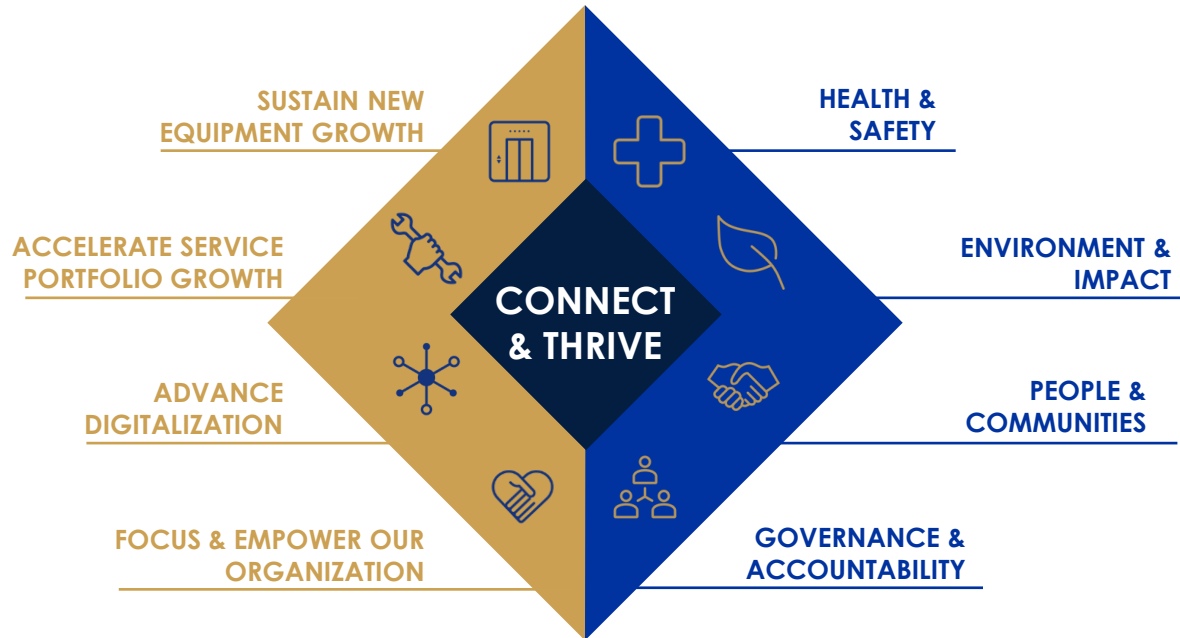 SUSTAIN NEW
EQUIPMENT GROWTH
ACCELERATE SERVICE
PORTFOLIO GROWTH
ADVANCE
DIGITALIZATION
FOCUS & EMPOWER OUR
ORGANIZATION
CONNECT
& THRIVE
HEALTH &
SAFETY
ENVIRONMENT &
IMPACT
PEOPLE &
COMMUNITIES
GOVERNANCE &
ACCOUNTABILITY